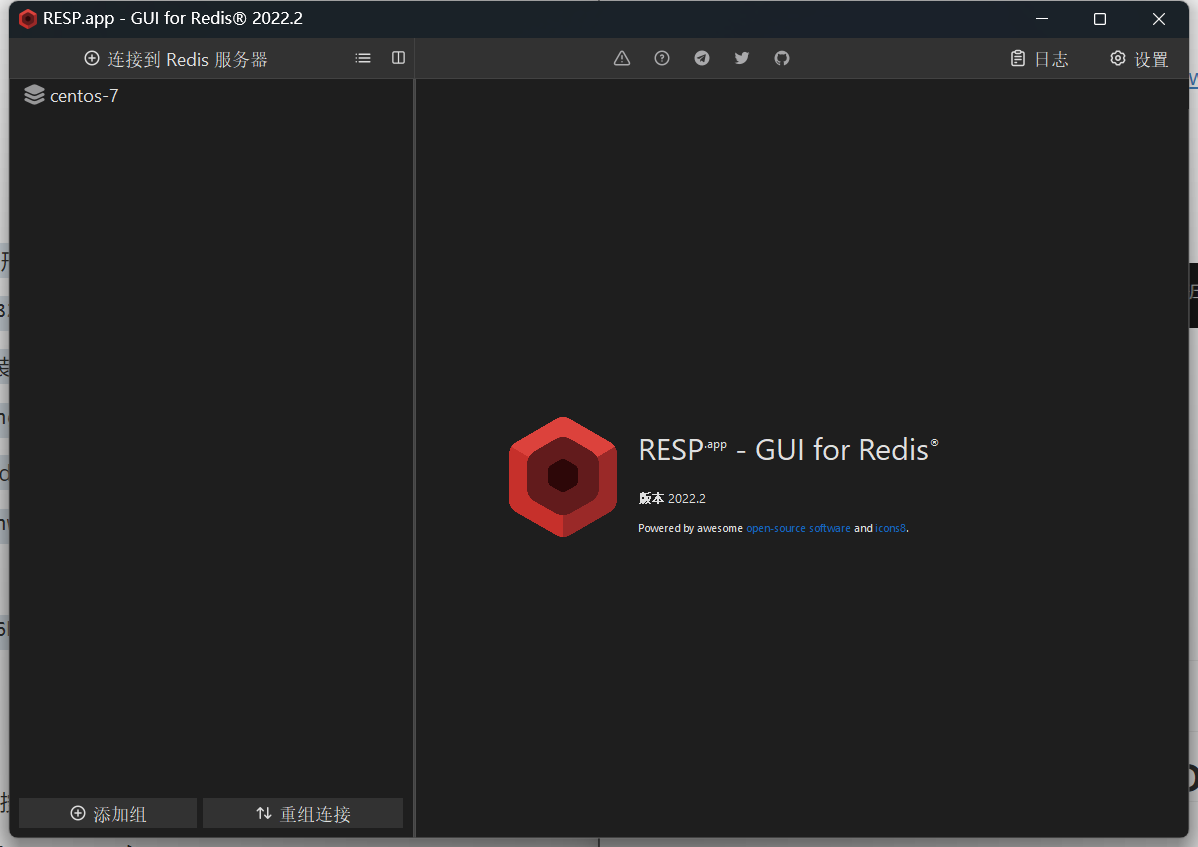 RESP.app - GUI for Redis® 2022.2
连接到 Redis 服务器
日志
设置
centos-7
RESP.app - GUI for Redis®
版本 2022.2
Powered by awesome open-source software and icons8.
添加组
重组连接